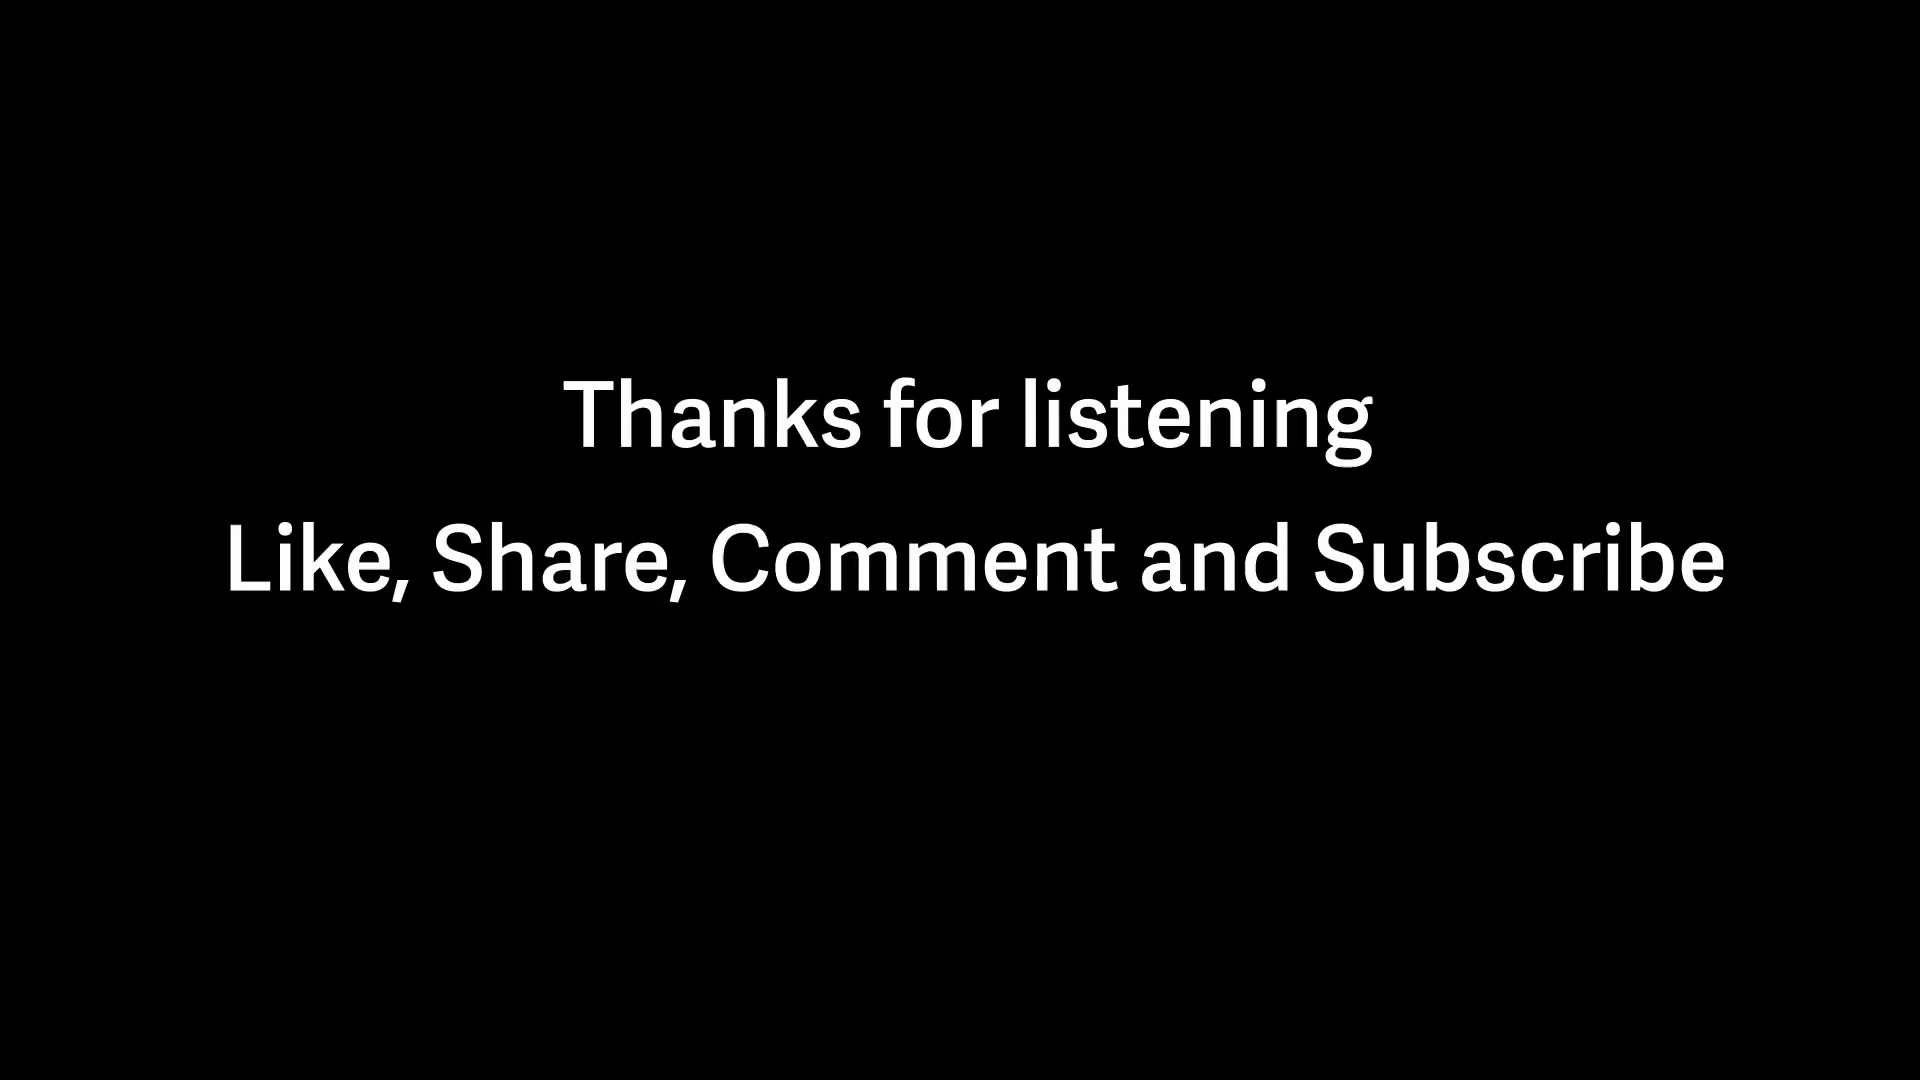 Thanks for listening
Like, Share, Comment and Subscribe